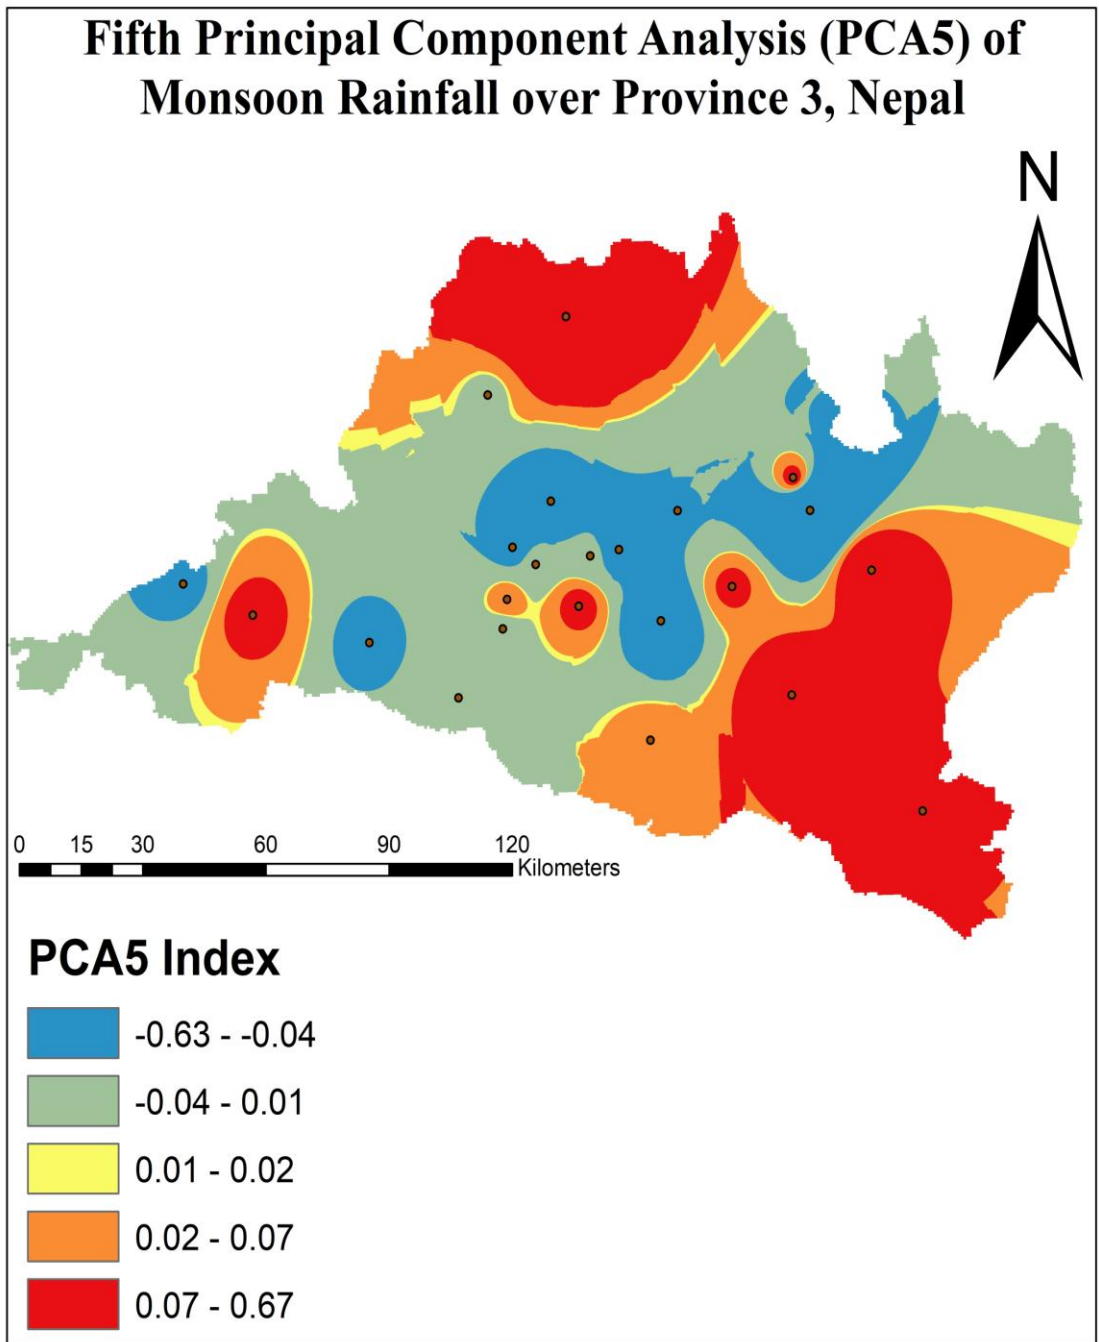 Fifth Principal Component Analysis (PCA5) of
Monsoon Rainfall over Province 3, Nepal
N
0 15 30 60 90 120
Kilometers
PCA5 Index
-0.63 - -0.04
-0.04 - 0.01
0.01 - 0.02
0.02 - 0.07
0.07 - 0.67